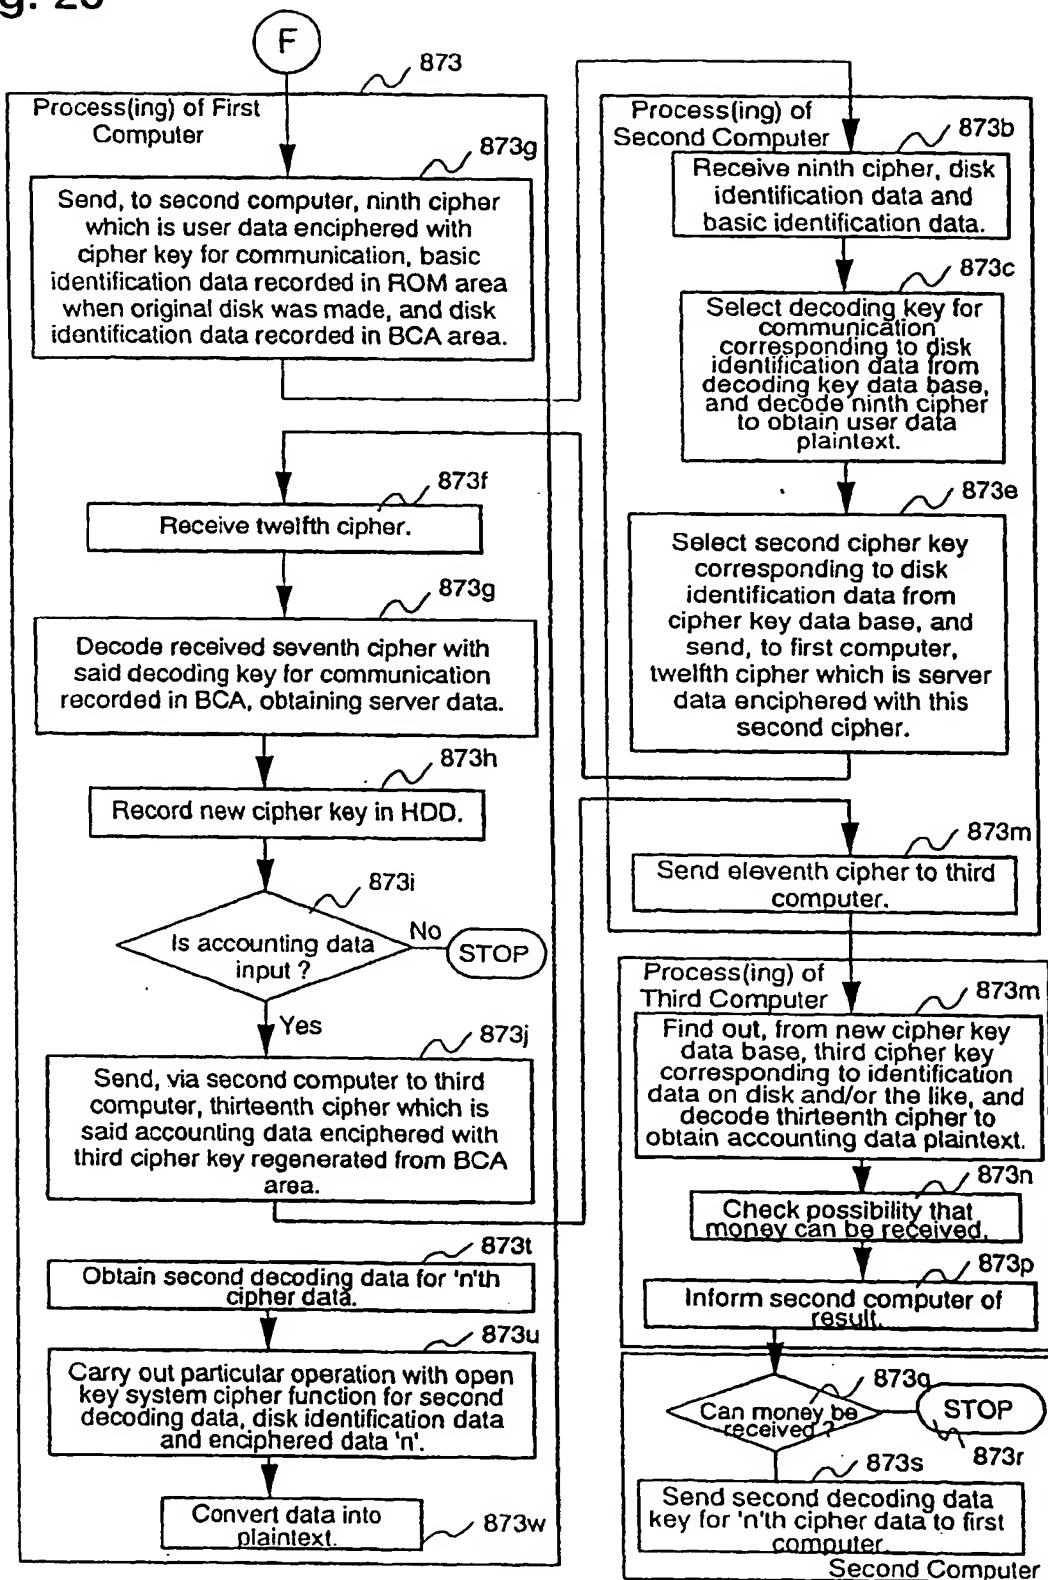 F
873
Process(ing) of First
Computer
873g
Send, to second computer, ninth cipher
which is user data enciphered with
cipher key for communication, basic
identification data recorded in ROM area
when original disk was made, and disk
identification data recorded in BCA area.
873f
Receive twelfth cipher.
873g
Decode received seventh cipher with
said decoding key for communication
recorded in BCA, obtaining server data.
873h
Record new cipher key in HDD.
873i
Is accounting data
input ?
No
STOP
Yes
873j
Send, via second computer to third
computer, thirteenth cipher which is
said accounting data enciphered with
third cipher key regenerated from BCA
area.
873t
Obtain second decoding data for 'n'th
cipher data.
873u
Carry out particular operation with open
key system cipher function for second
decoding data, disk identification data
and enciphered data 'n'.
Convert data into
plaintext.
873w
Process(ing) of
Second Computer
873b
Receive ninth cipher, disk
identification data and
basic identification data.
873c
Select decoding key for
communication
corresponding to disk
identification data from
decoding key data base,
and decode ninth cipher
to obtain user data
plaintext.
873e
Select second cipher key
corresponding to disk
identification data from
cipher key data base, and
send, to first computer,
twelfth cipher which is server
data enciphered with this
second cipher.
873m
Send eleventh cipher to third
computer.
Process(ing) of
Third Computer
873m
Find out, from new cipher key
data base, third cipher key
corresponding to identification
data on disk and/or the like, and
decode thirteenth cipher to
obtain accounting data plaintext.
873n
Check possibility that
money can be received.
873p
Inform second computer of
result.
873q
Can money be
received ?
STOP
873r
873s
Send second decoding data
key for 'n'th cipher data to first
computer.
Second Computer